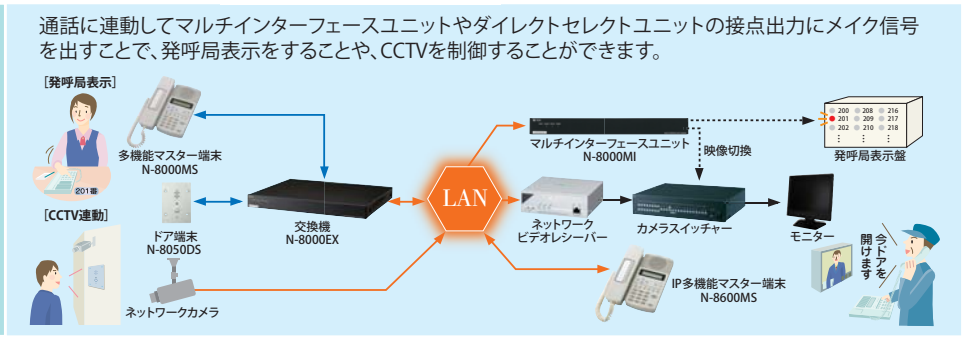 通話に連動してマルチインターフェースユニットやダイレクトセレクトユニットの接点出力にメイク信号
を出すことで、発呼局表示をすることや、CCTVを制御することができます。
[発呼局表示]
201番
多機能マスター端末
N-8000MS
[CCTV連動]
ドア端末
N-8050DS
ネットワークカメラ
交換機
N-8000EX
LAN
マルチインターフェースユニット
N-8000MI
映像切換
200 208 216
201 209 217
202 210 218
⋮ ⋮ ⋮
発呼局表示盤
ネットワーク
ビデオレシーバー
カメラスイッチャー
モニター
IP多機能マスター端末
N-8600MS
今ドアを
開けます